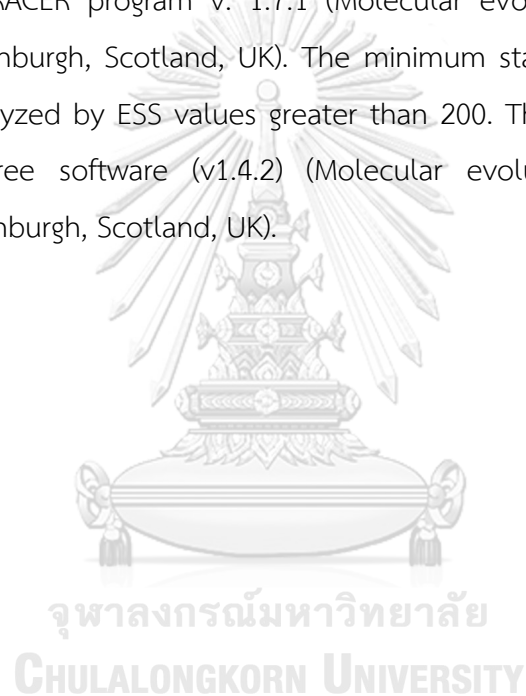 RACER program v. 1.7.1 (Molecular evol
nburgh, Scotland, UK). The minimum sta
lyzed by ESS values greater than 200. Th
ree software (v1.4.2) (Molecular evolu
nburgh, Scotland, UK).
จุฬาลงกรณ์มหาวิทยาลัย
CHULALONGKORN UNIVERSITY